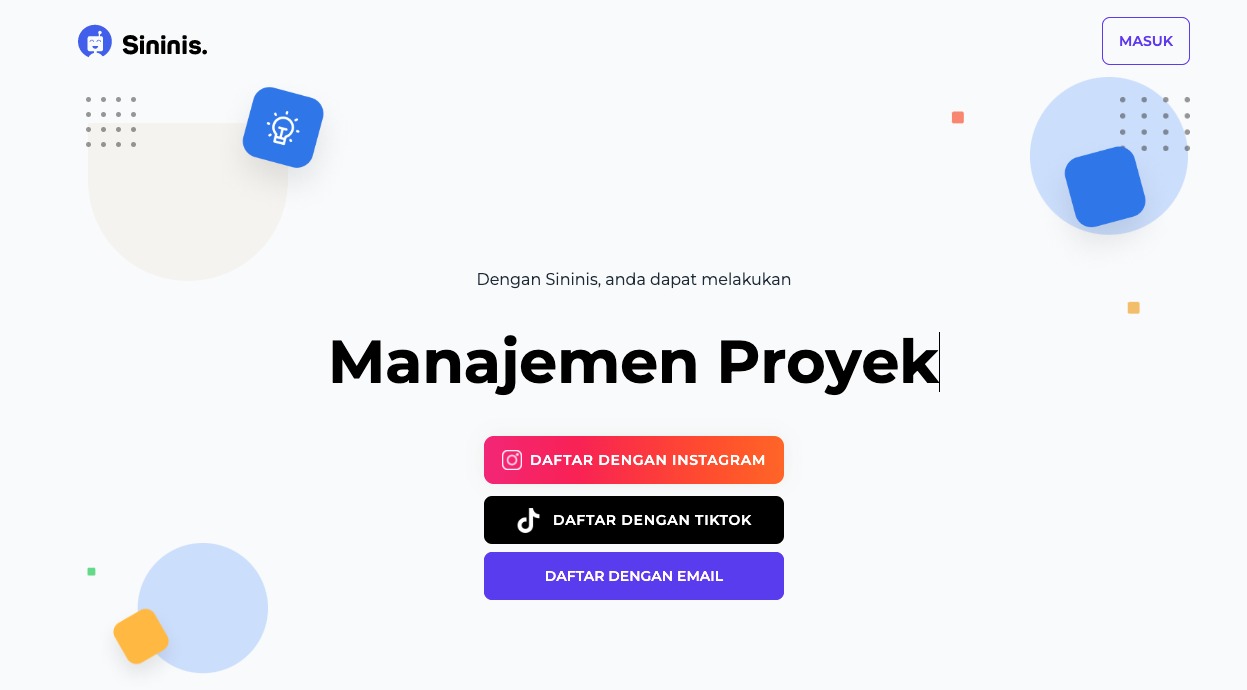 Sininis.
MASUK
Dengan Sininis, anda dapat melakukan
Manajemen Proyek
DAFTAR DENGAN INSTAGRAM
DAFTAR DENGAN TIKTOK
DAFTAR DENGAN EMAIL